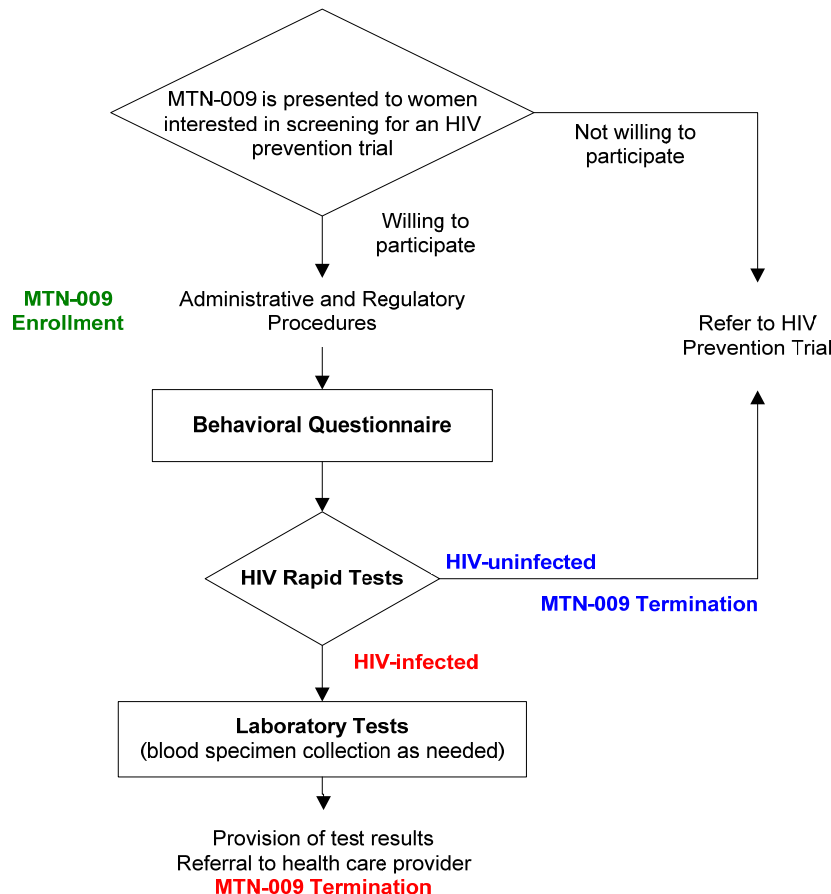 MTN-009 is presented to women
interested in screening for an HIV
prevention trial
Not willing to
participate
Willing to
participate
MTN-009
Enrollment
Administrative and Regulatory
Procedures
Refer to HIV
Prevention Trial
Behavioral Questionnaire
HIV Rapid Tests
HIV-uninfected
MTN-009 Termination
HIV-infected
Laboratory Tests
(blood specimen collection as needed)
Provision of test results
Referral to health care provider
MTN-009 Termination